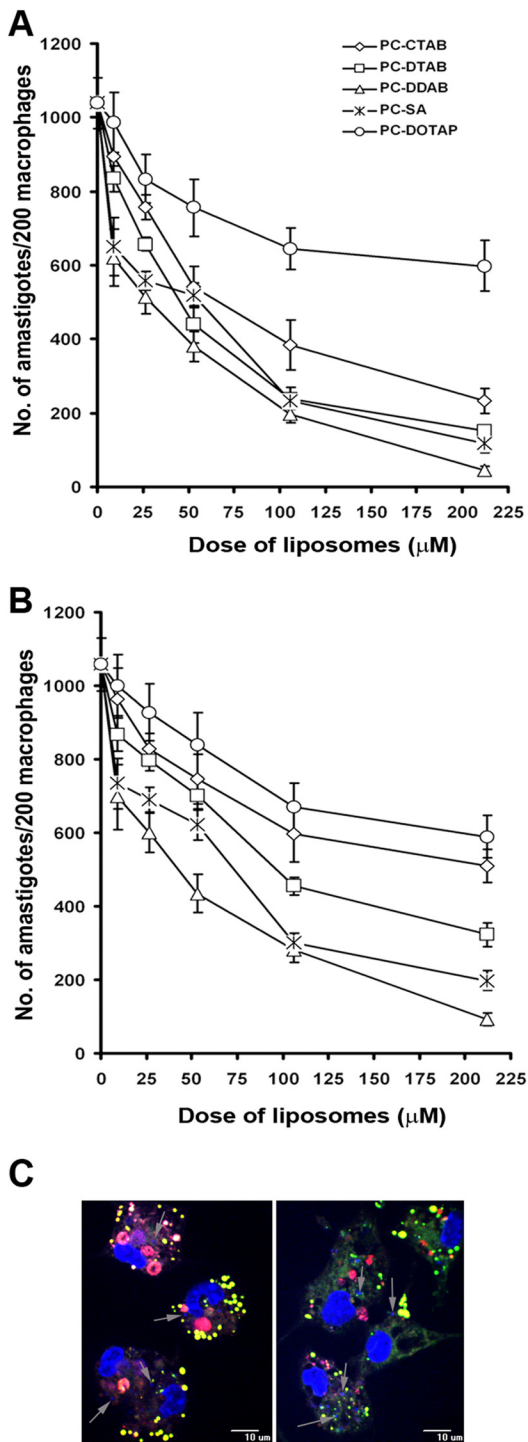 A
PC-CTAB
PC-DTAB
PC-DDAB
PC-SA
PC-DOTAP
No. of amastigotes/200 macrophages
1200
1000
800
600
400
200
0
0 25 50 75 100 125 150 175 200 225
Dose of liposomes (μM)
B
No. of amastigotes/200 macrophages
1200
1000
800
600
400
200
0
0 25 50 75 100 125 150 175 200 225
Dose of liposomes (μM)
C
10 um
10 um